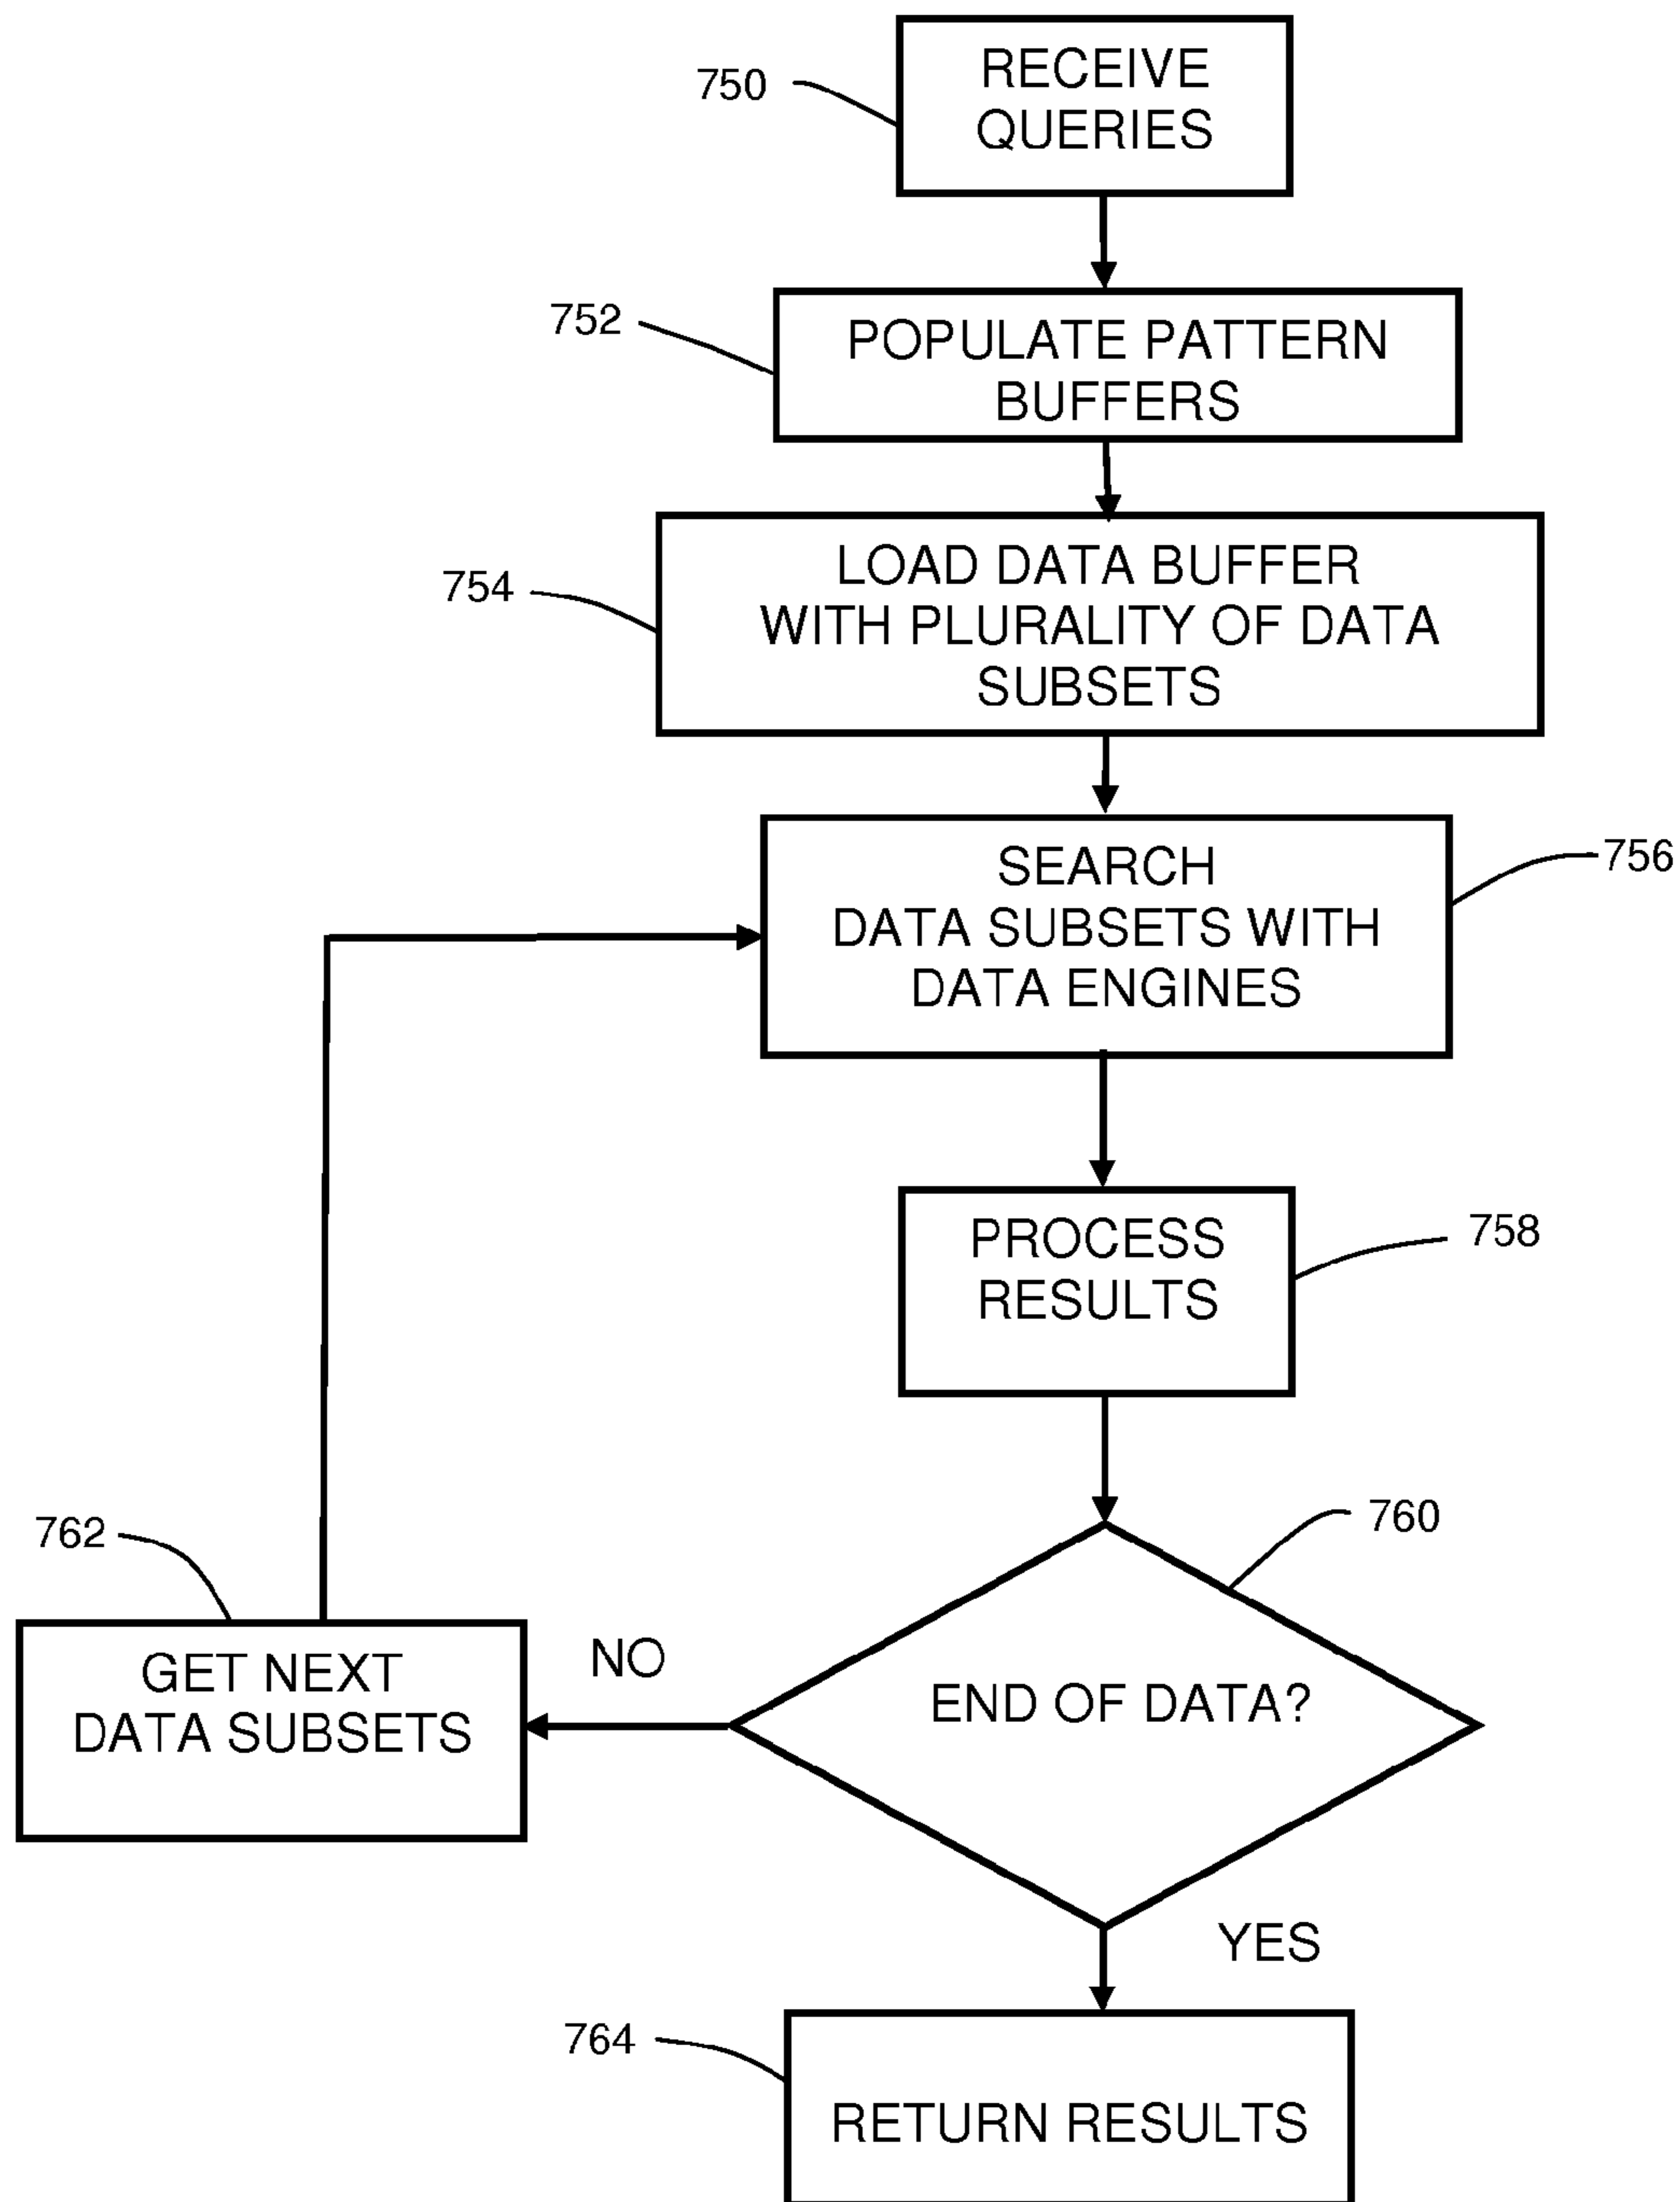 750
RECEIVE
QUERIES
752
POPULATE PATTERN
BUFFERS
754
LOAD DATA BUFFER
WITH PLURALITY OF DATA
SUBSETS
756
SEARCH
DATA SUBSETS WITH
DATA ENGINES
758
PROCESS
RESULTS
760
END OF DATA?
762
NO
GET NEXT
DATA SUBSETS
YES
764
RETURN RESULTS